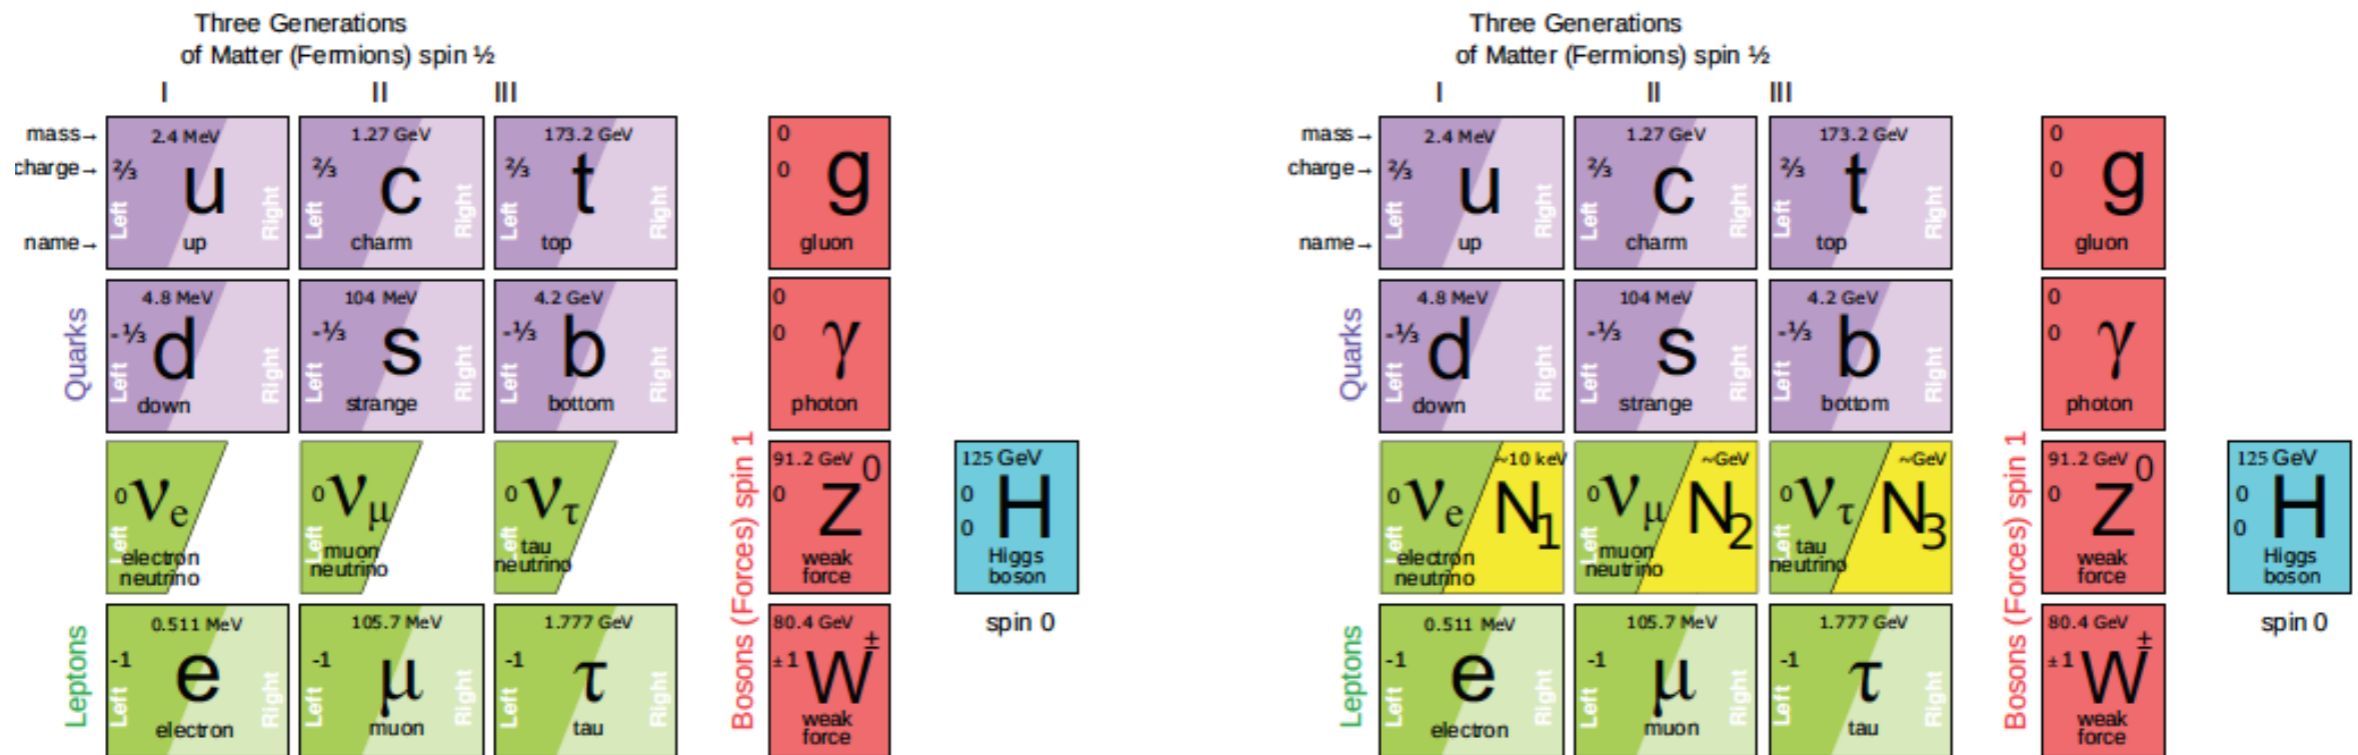 Three Generations
of Matter (Fermions) spin ½
I II III
mass→
charge→
name→
2.4 MeV
⅔
u
Left
Right
up
1.27 GeV
⅔
c
Left
Right
charm
173.2 GeV
⅔
t
Left
Right
top
0
0
g
gluon
Quarks
4.8 MeV
-⅓
d
Left
Right
down
104 MeV
-⅓
s
Left
Right
strange
4.2 GeV
-⅓
b
Left
Right
bottom
0
0
γ
photon
0
νe
Left
electron
neutrino
0
νμ
Left
muon
neutrino
0
ντ
Left
tau
neutrino
Bosons (Forces) spin 1
91.2 GeV
0
Z0
weak
force
125 GeV
0
0
H
Higgs
boson
spin 0
Leptons
0.511 MeV
-1
e
Left
Right
electron
105.7 MeV
-1
μ
Left
Right
muon
1.777 GeV
-1
τ
Left
Right
tau
80.4 GeV
±1
W±
weak
force
Three Generations
of Matter (Fermions) spin ½
I II III
mass→
charge→
name→
2.4 MeV
⅔
u
Left
Right
up
1.27 GeV
⅔
c
Left
Right
charm
173.2 GeV
⅔
t
Left
Right
top
0
0
g
gluon
Quarks
4.8 MeV
-⅓
d
Left
Right
down
104 MeV
-⅓
s
Left
Right
strange
4.2 GeV
-⅓
b
Left
Right
bottom
0
0
γ
photon
0
νe
Left
electron
neutrino
~10 keV
N1
0
νμ
Left
muon
neutrino
~GeV
N2
0
ντ
Left
tau
neutrino
~GeV
N3
Bosons (Forces) spin 1
91.2 GeV
0
Z0
weak
force
125 GeV
0
0
H
Higgs
boson
spin 0
Leptons
0.511 MeV
-1
e
Left
Right
electron
105.7 MeV
-1
μ
Left
Right
muon
1.777 GeV
-1
τ
Left
Right
tau
80.4 GeV
±1
W±
weak
force